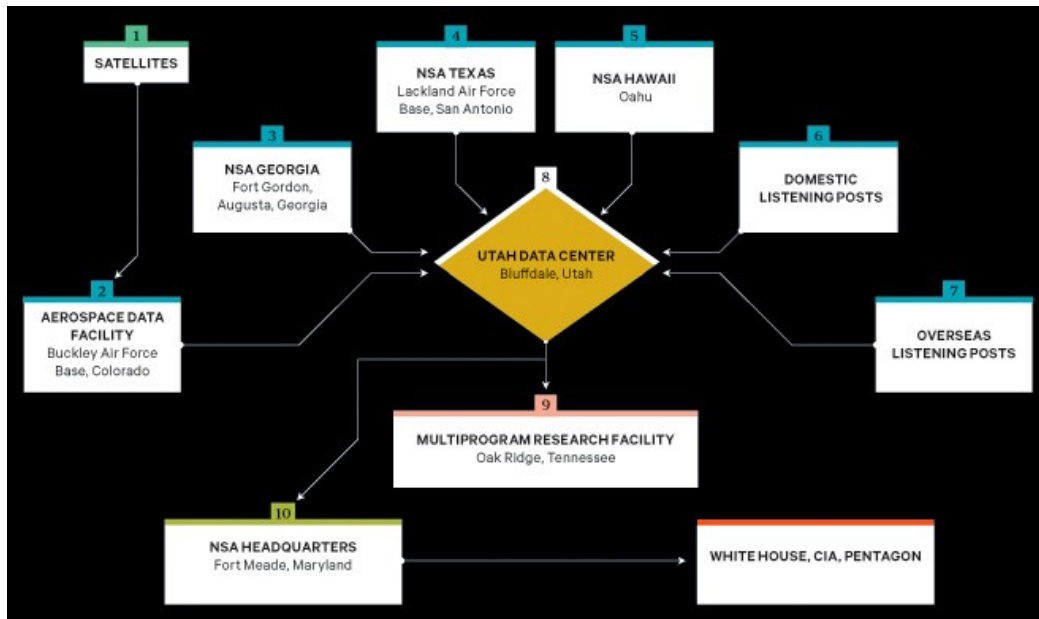 1
SATELLITES
4
NSA TEXAS
Lackland Air Force
Base, San Antonio
5
NSA HAWAII
Oahu
3
NSA GEORGIA
Fort Gordon,
Augusta, Georgia
6
DOMESTIC
LISTENING POSTS
8
UTAH DATA CENTER
Bluffdale, Utah
2
AEROSPACE DATA
FACILITY
Buckley Air Force
Base, Colorado
7
OVERSEAS
LISTENING POSTS
9
MULTIPROGRAM RESEARCH FACILITY
Oak Ridge, Tennessee
10
NSA HEADQUARTERS
Fort Meade, Maryland
WHITE HOUSE, CIA, PENTAGON